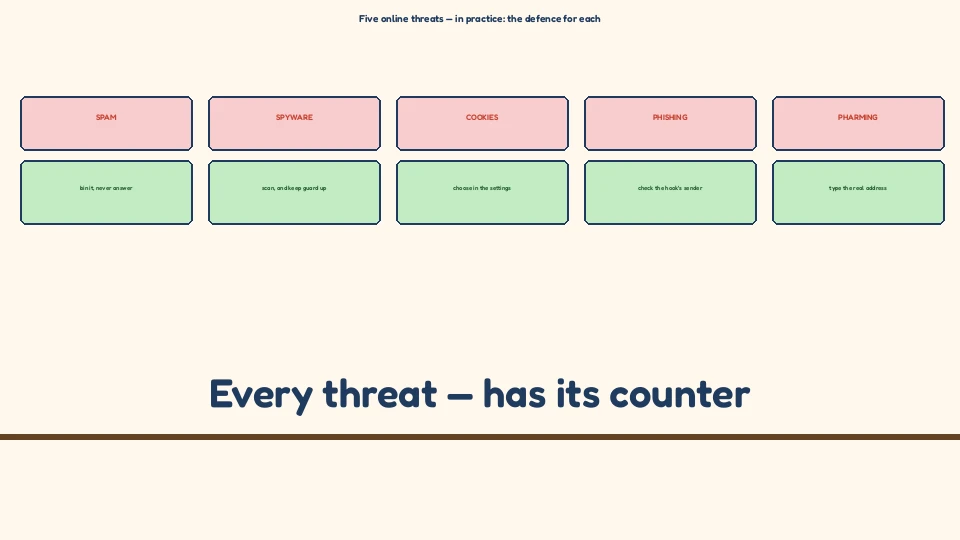 Five online threats — in practice: the defence for each
SPAM
SPYWARE
COOKIES
PHISHING
PHARMING
bin it, never answer
scan, and keep guard up
choose in the settings
check the hook's sender
type the real address
Every threat — has its counter